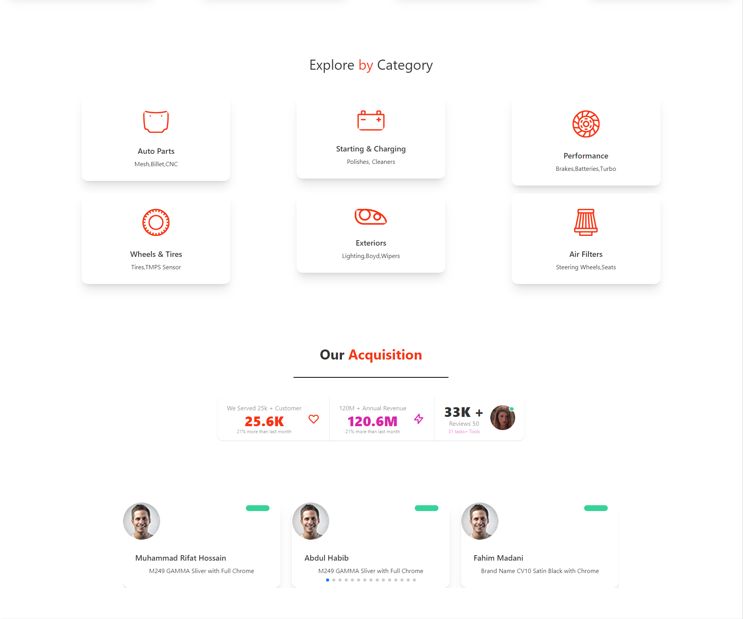 Explore by Category
Auto Parts
Mesh,Billet,CNC
Starting & Charging
Polishes, Cleaners
Performance
Brakes,Batteries,Turbo
Wheels & Tires
Tires,TMPS Sensor
Exteriors
Lighting,Boyd,Wipers
Air Filters
Steering Wheels,Seats
Our Acquisition
We Served 25k + Customer
25.6K
21% more than last month
120M + Annual Revenue
120.6M
21% more than last month
33K +
Reviews 50
31 tasks+ Tools
Muhammad Rifat Hossain
M249 GAMMA Sliver with Full Chrome
Abdul Habib
M249 GAMMA Sliver with Full Chrome
Fahim Madani
Brand Name CV10 Satin Black with Chrome